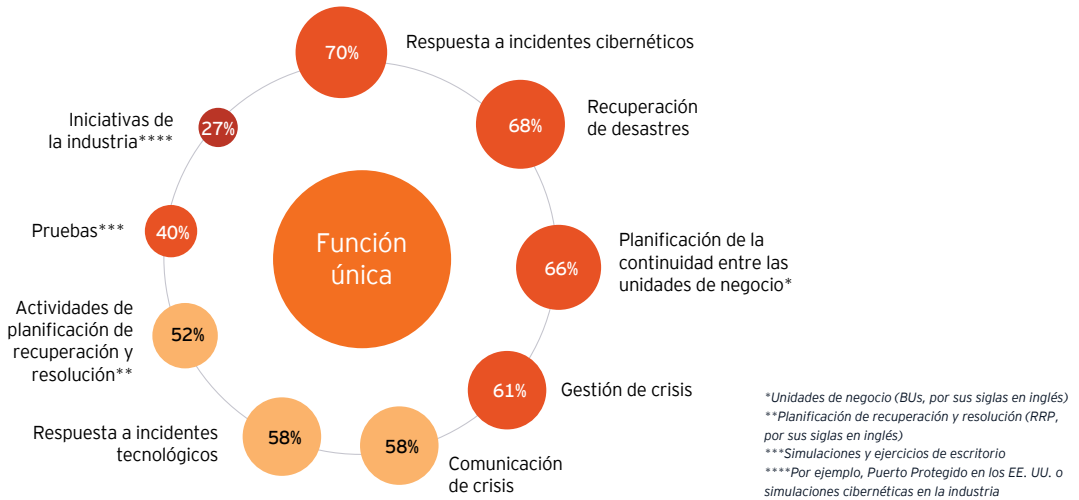 70%
Respuesta a incidentes cibernéticos
68%
Recuperación
de desastres
66%
Planificación de la
continuidad entre las
unidades de negocio*
61%
Gestión de crisis
58%
Comunicación
de crisis
58%
Respuesta a incidentes
tecnológicos
52%
Actividades de
planificación de
recuperación y
resolución**
40%
Pruebas***
27%
Iniciativas de
la industria****
Función
única
*Unidades de negocio (BUs, por sus siglas en inglés)
**Planificación de recuperación y resolución (RRP,
por sus siglas en inglés)
***Simulaciones y ejercicios de escritorio
****Por ejemplo, Puerto Protegido en los EE. UU. o
simulaciones cibernéticas en la industria